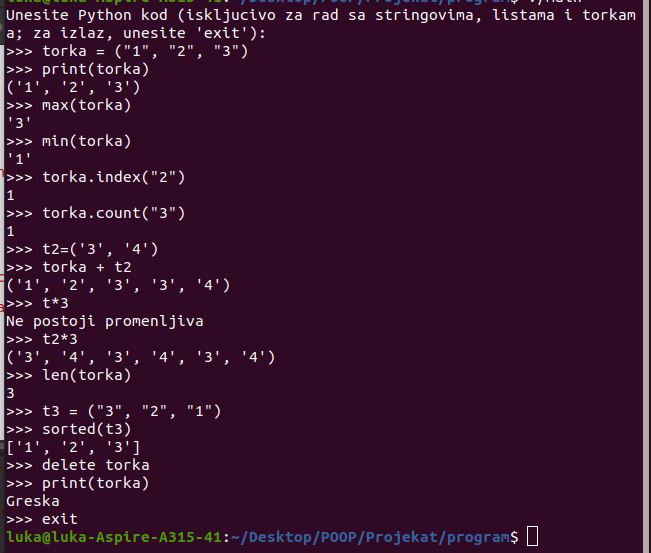 Unesite Python kod (iskljucivo za rad sa stringovima, listama i torkam
a; za izlaz, unesite 'exit'):
>>> torka = ("1", "2", "3")
>>> print(torka)
('1', '2', '3')
>>> max(torka)
'3'
>>> min(torka)
'1'
>>> torka.index("2")
1
>>> torka.count("3")
1
>>> t2=('3', '4')
>>> torka + t2
('1', '2', '3', '3', '4')
>>> t*3
Ne postoji promenljiva
>>> t2*3
('3', '4', '3', '4', '3', '4')
>>> len(torka)
3
>>> t3 = ("3", "2", "1")
>>> sorted(t3)
['1', '2', '3']
>>> delete torka
>>> print(torka)
Greska
>>> exit
luka@luka-Aspire-A315-41:~/Desktop/POOP/Projekat/program$